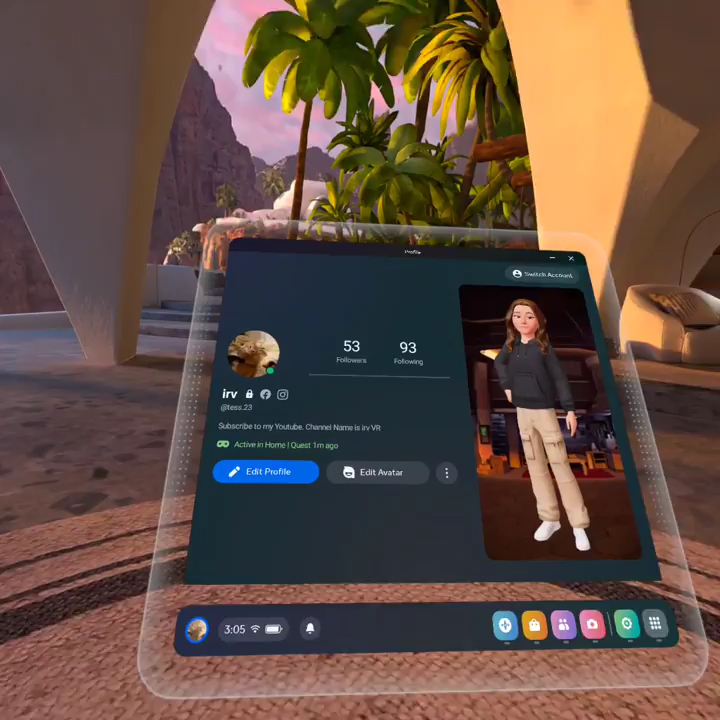 Profile
Switch Account
53
Followers
93
Following
irv
@tess.23
Subscribe to my Youtube. Channel Name is irv VR
Active in Home | Quest 1m ago
Edit Profile
Edit Avatar
3:05